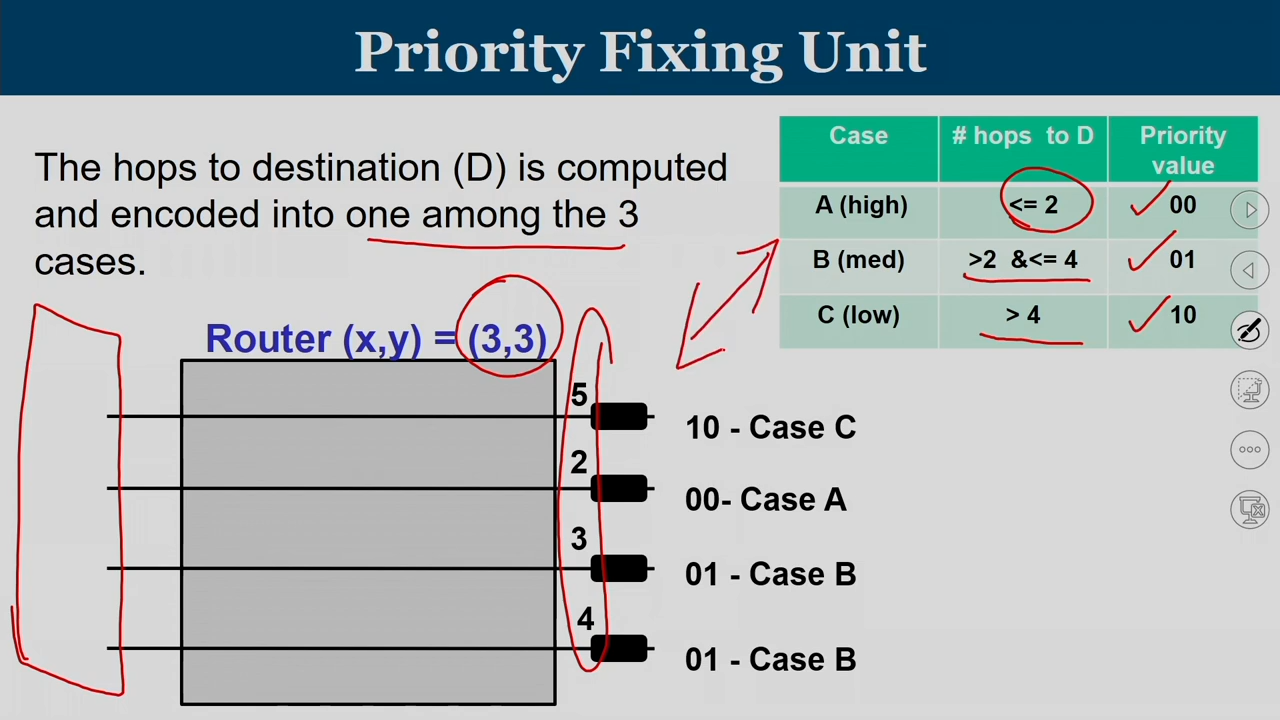 Priority Fixing Unit
The hops to destination (D) is computed
and encoded into one among the 3
cases.
Case # hops to D Priority value
A (high) <= 2 00
B (med) >2 &<= 4 01
C (low) > 4 10
Router (x,y) = (3,3)
5
10 - Case C
2
00- Case A
3
01 - Case B
4
01 - Case B